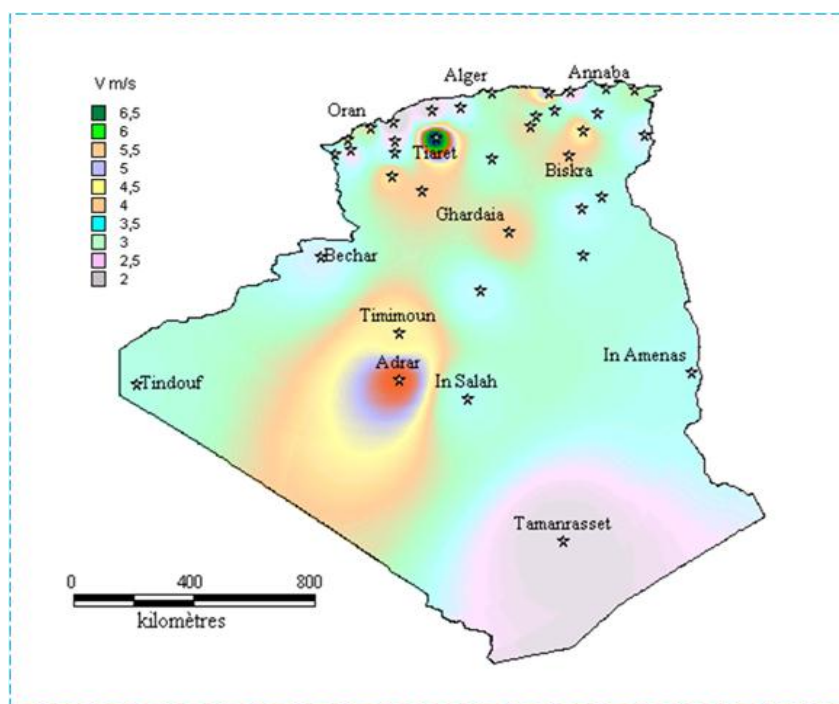 V m/s
6,5
6
5,5
5
4,5
4
3,5
3
2,5
2
Alger
Annaba
Oran
Tiaret
Biskra
Ghardaia
Bechar
Timimoun
Adrar
In Salah
In Amenas
Tindouf
Tamanrasset
0 400 800
kilomètres